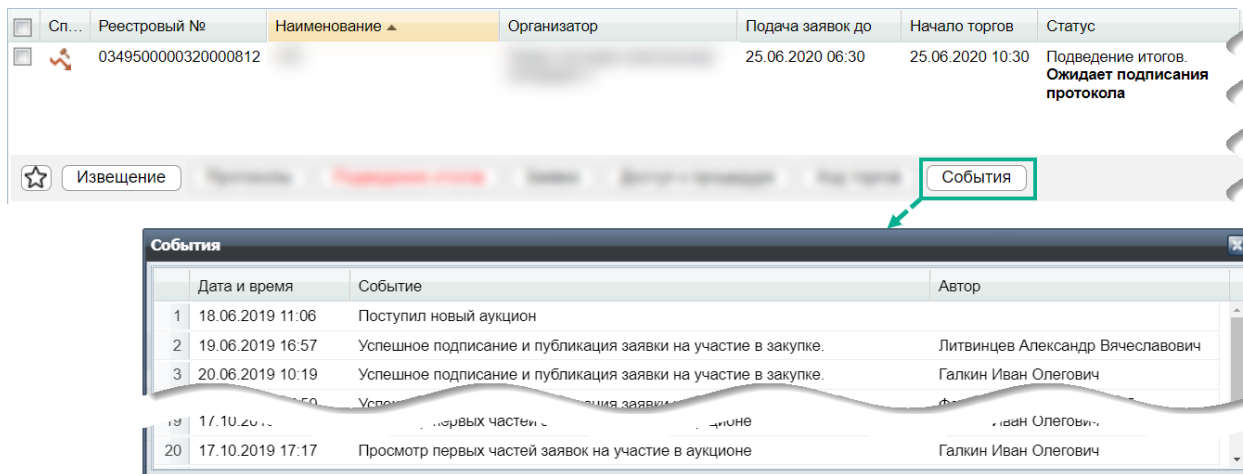 Сп... Реестровый № Наименование Организатор Подача заявок до Начало торгов Статус
0349500000320000812 25.06.2020 06:30 25.06.2020 10:30 Подведение итогов.
Ожидает подписания
протокола
Извещение События
События
Дата и время Событие Автор
1 18.06.2019 11:06 Поступил новый аукцион
2 19.06.2019 16:57 Успешное подписание и публикация заявки на участие в закупке. Литвинцев Александр Вячеславович
3 20.06.2019 10:19 Успешное подписание и публикация заявки на участие в закупке. Галкин Иван Олегович
20 17.10.2019 17:17 Просмотр первых частей заявок на участие в аукционе Галкин Иван Олегович